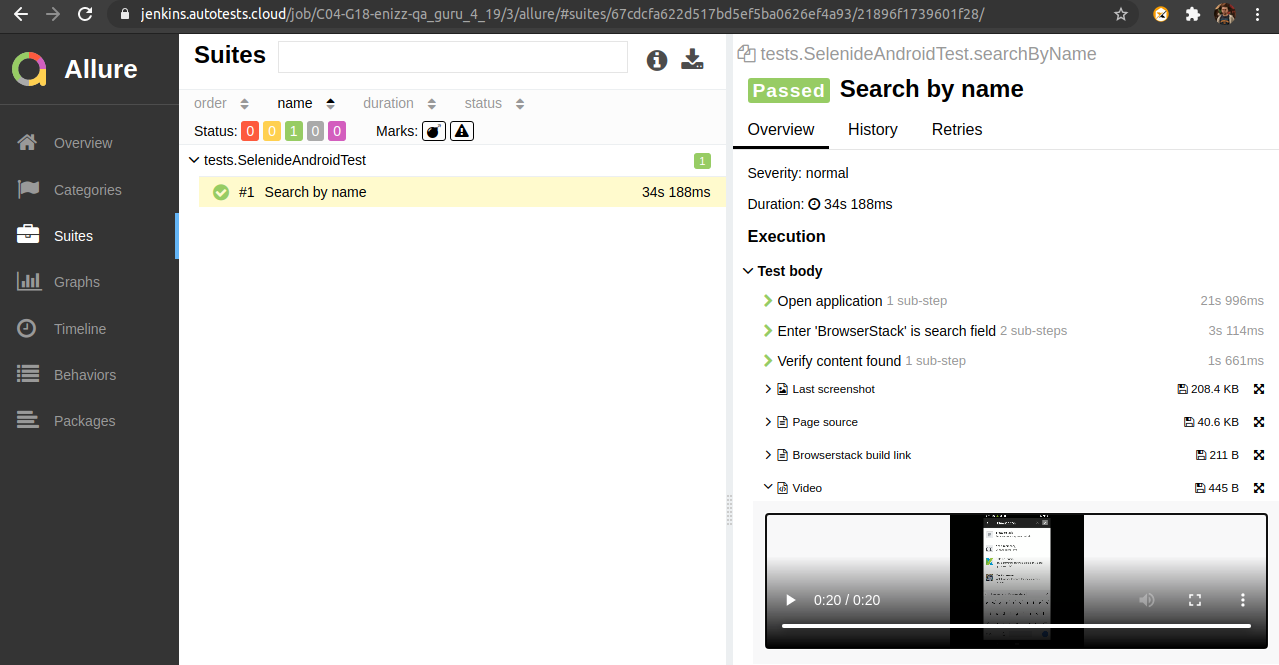 jenkins.autotests.cloud/job/C04-G18-enizz-qa_guru_4_19/3/allure/#suites/67cdcfa622d517bd5ef5ba0626ef4a93/21896f1739601f28/
Allure
Overview
Categories
Suites
Graphs
Timeline
Behaviors
Packages
Suites
order name duration status
Status: 0 0 1 0 0 Marks:
tests.SelenideAndroidTest 1
#1 Search by name 34s 188ms
tests.SelenideAndroidTest.searchByName
Passed Search by name
Overview History Retries
Severity: normal
Duration: 34s 188ms
Execution
Test body
Open application 1 sub-step 21s 996ms
Enter 'BrowserStack' is search field 2 sub-steps 3s 114ms
Verify content found 1 sub-step 1s 661ms
Last screenshot 208.4 KB
Page source 40.6 KB
Browserstack build link 211 B
Video 445 B
0:20 / 0:20